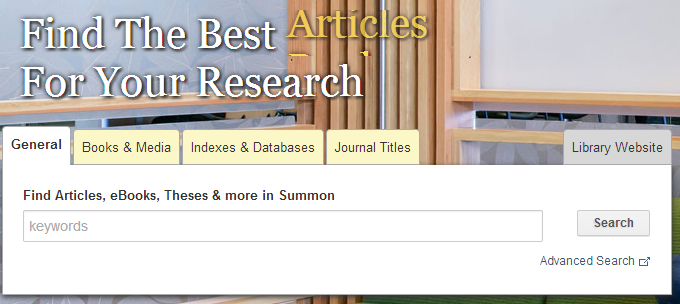 Find The Best Articles
For Your Research
General
Books & Media
Indexes & Databases
Journal Titles
Library Website
Find Articles, eBooks, Theses & more in Summon
keywords
Search
Advanced Search